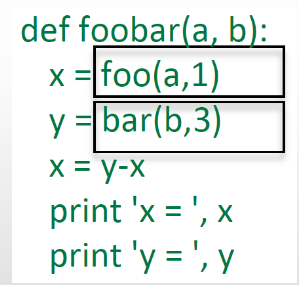 def foobar(a, b):
x = foo(a,1)
y = bar(b,3)
x = y-x
print 'x = ', x
print 'y = ', y